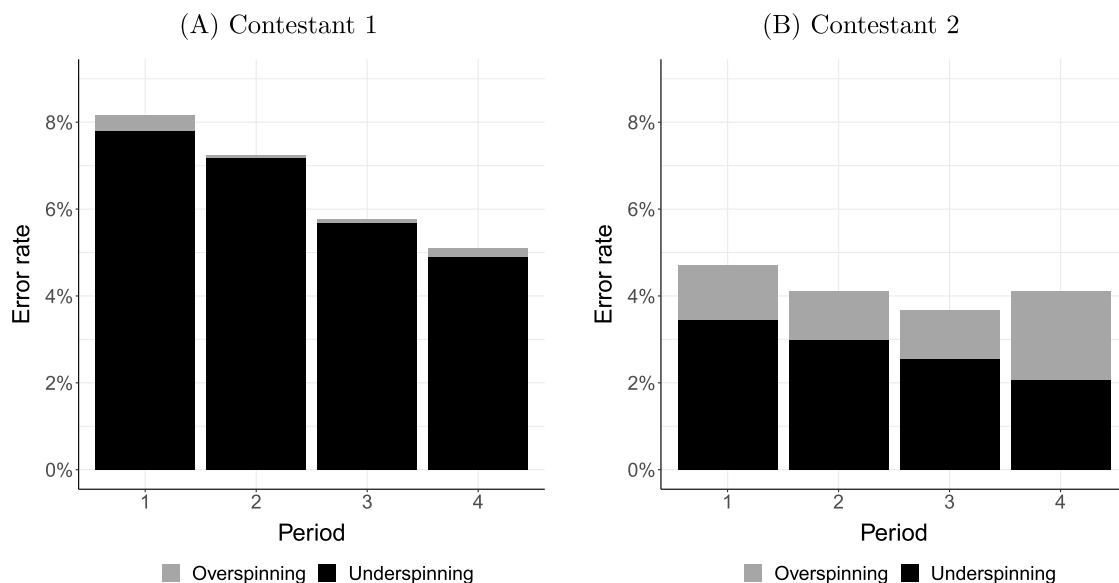 (A) Contestant 1
8%
6%
4%
2%
0%
Error rate
1 2 3 4
Period
Overspinning Underspinning
(B) Contestant 2
8%
6%
4%
2%
0%
Error rate
1 2 3 4
Period
Overspinning Underspinning